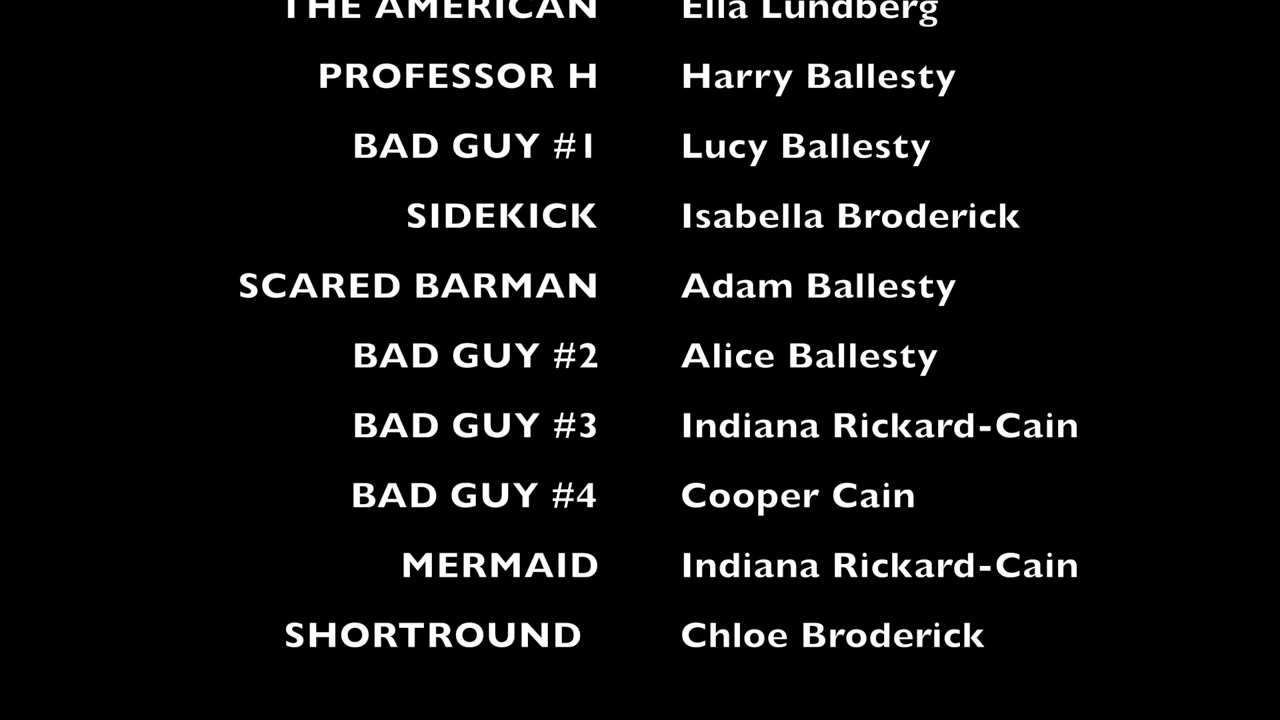 THE AMERICAN Ella Lundberg
PROFESSOR H Harry Ballesty
BAD GUY #1 Lucy Ballesty
SIDEKICK Isabella Broderick
SCARED BARMAN Adam Ballesty
BAD GUY #2 Alice Ballesty
BAD GUY #3 Indiana Rickard-Cain
BAD GUY #4 Cooper Cain
MERMAID Indiana Rickard-Cain
SHORTROUND Chloe Broderick